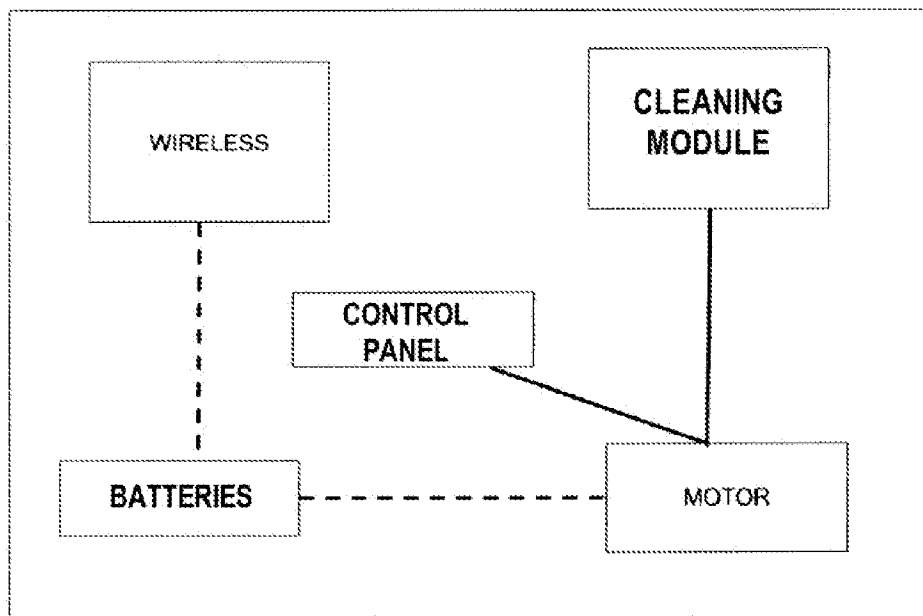 WIRELESS
CLEANING
MODULE
CONTROL
PANEL
BATTERIES
MOTOR